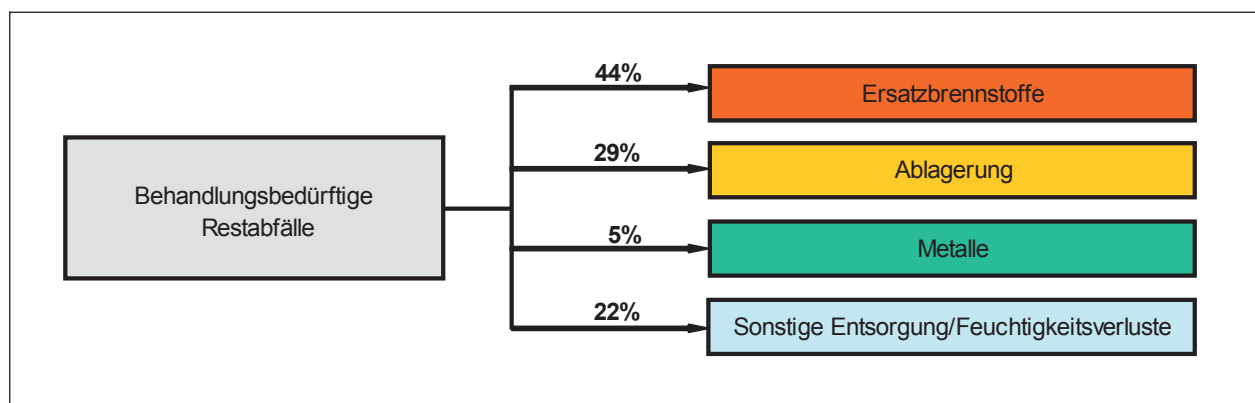 44%
Ersatzbrennstoffe
29%
Ablagerung
Behandlungsbedürftige
Restabfälle
5%
Metalle
22%
Sonstige Entsorgung/Feuchtigkeitsverluste